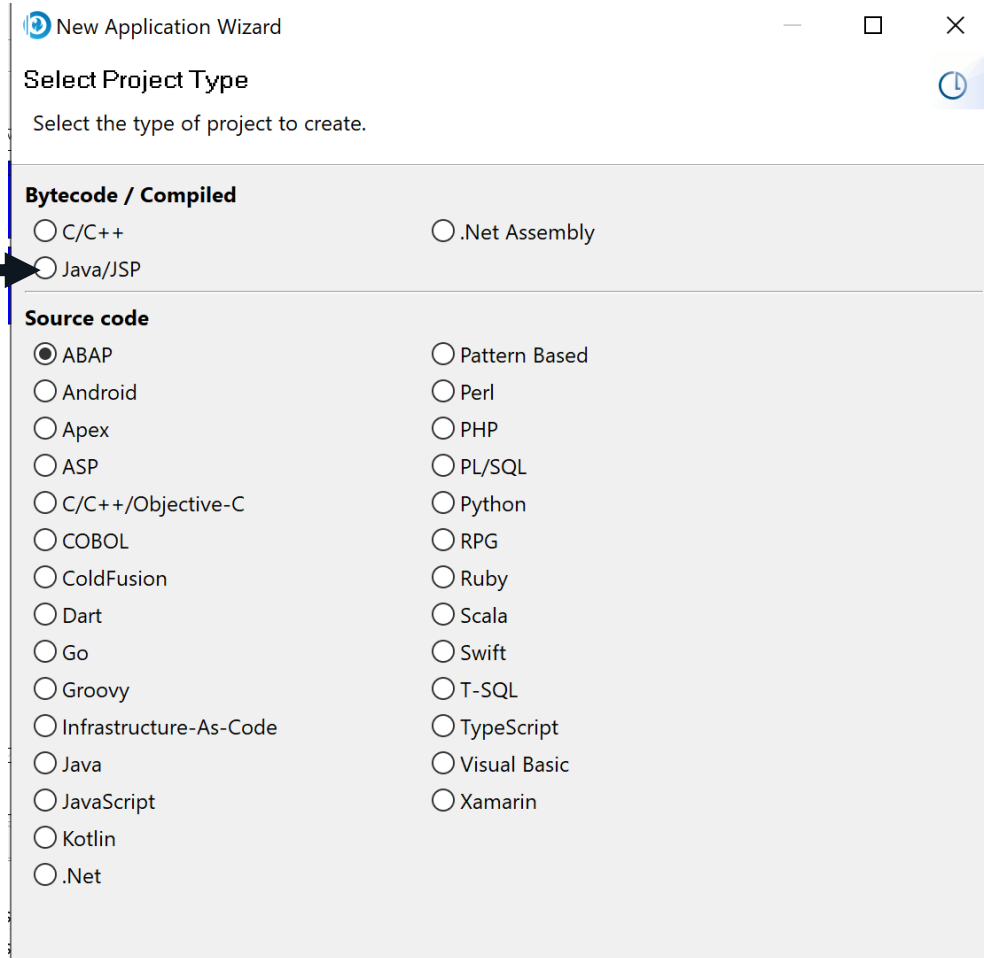 New Application Wizard
Select Project Type
Select the type of project to create.
Bytecode / Compiled
C/C++ .Net Assembly
Java/JSP
Source code
ABAP Pattern Based
Android Perl
Apex PHP
ASP PL/SQL
C/C++/Objective-C Python
COBOL RPG
ColdFusion Ruby
Dart Scala
Go Swift
Groovy T-SQL
Infrastructure-As-Code TypeScript
Java Visual Basic
JavaScript Xamarin
Kotlin
.Net